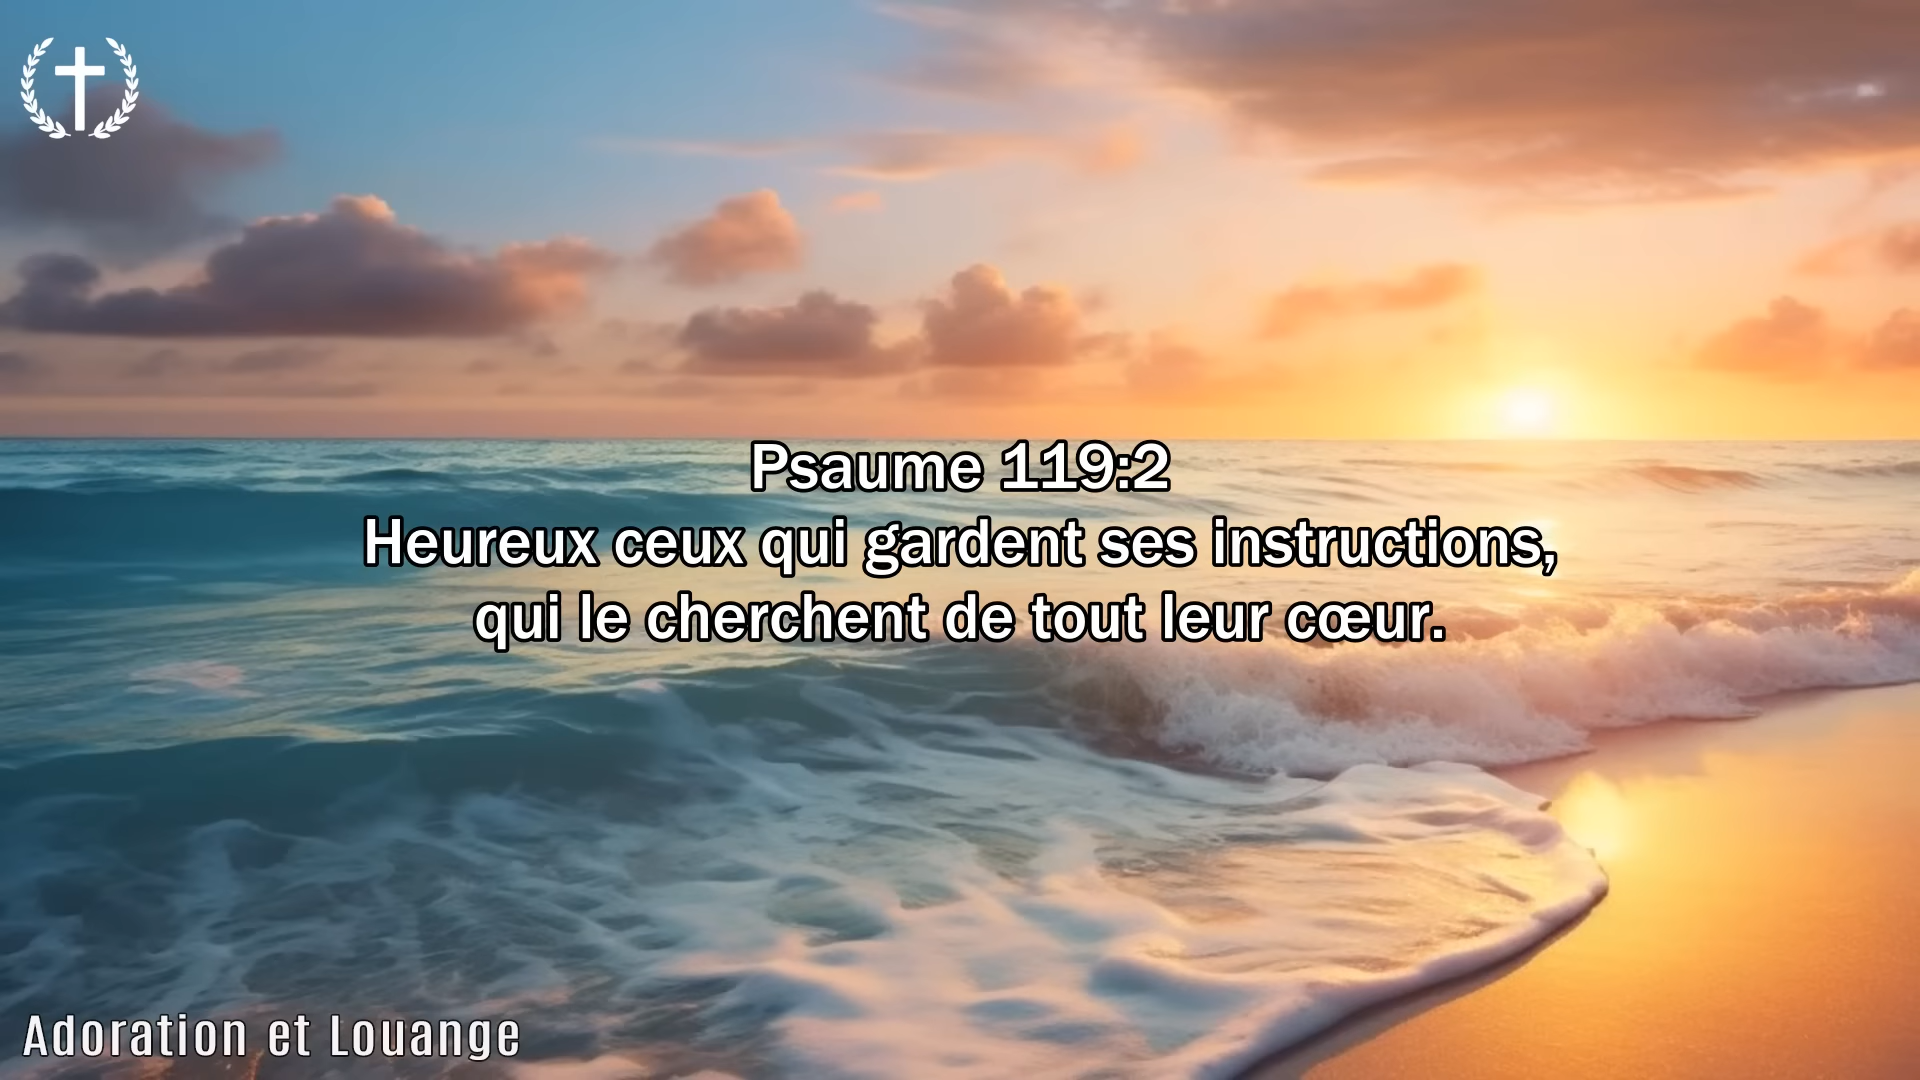 Psaume 119:2
Heureux ceux qui gardent ses instructions,
qui le cherchent de tout leur cœur.
Adoration et Louange